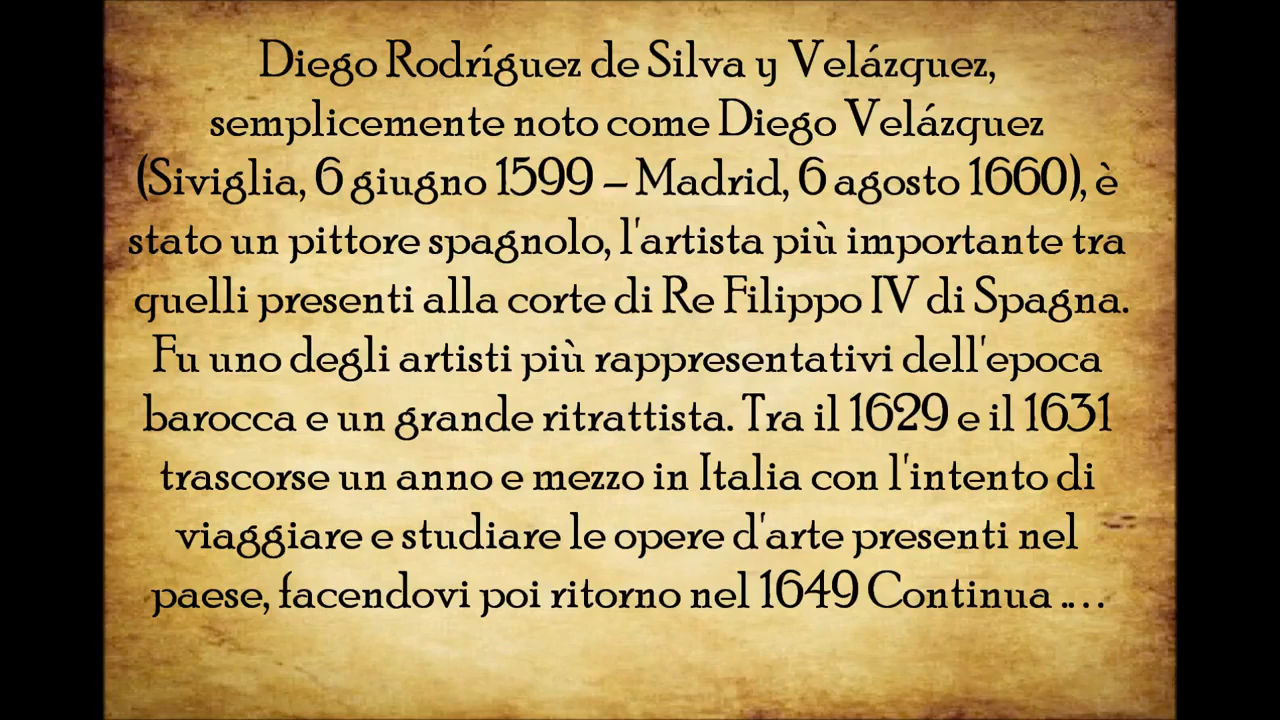 Diego Rodríguez de Silva y Velázquez,
semplicemente noto come Diego Velázquez
(Siviglia, 6 giugno 1599 – Madrid, 6 agosto 1660), è
stato un pittore spagnolo, l'artista più importante tra
quelli presenti alla corte di Re Filippo IV di Spagna.
Fu uno degli artisti più rappresentativi dell'epoca
barocca e un grande ritrattista. Tra il 1629 e il 1631
trascorse un anno e mezzo in Italia con l'intento di
viaggiare e studiare le opere d'arte presenti nel
paese, facendovi poi ritorno nel 1649 Continua ….